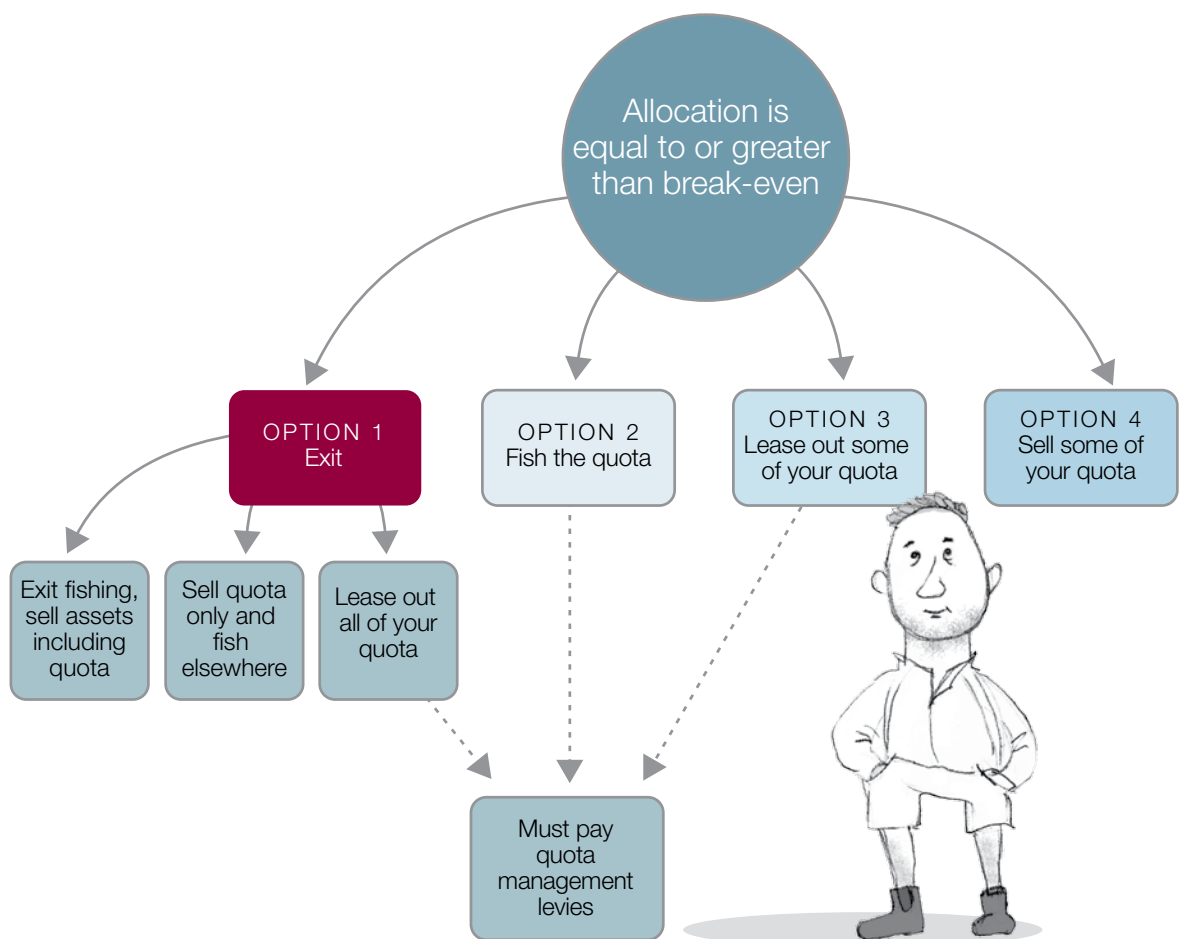 Allocation is
equal to or greater
than break-even
OPTION 1
Exit
OPTION 2
Fish the quota
OPTION 3
Lease out some
of your quota
OPTION 4
Sell some of
your quota
Exit fishing,
sell assets
including
quota
Sell quota
only and
fish
elsewhere
Lease out
all of your
quota
Must pay
quota
management
levies